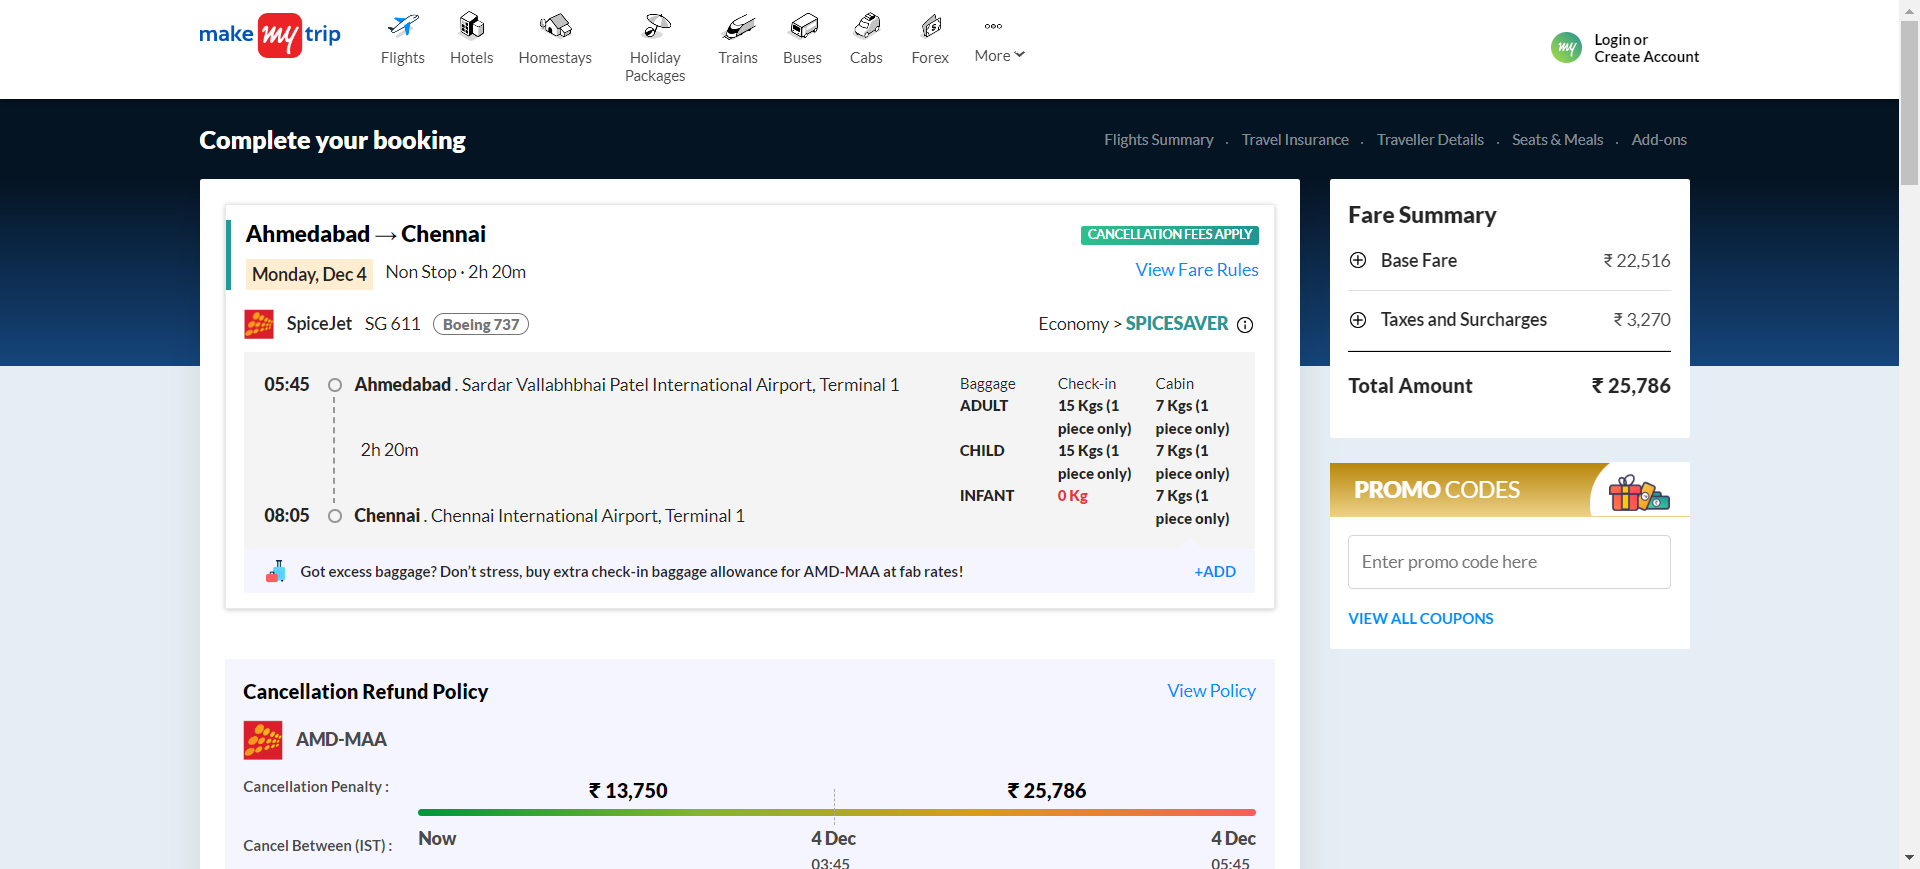 make my trip
Flights
Hotels
Homestays
Holiday
Packages
Trains
Buses
Cabs
Forex
More
my
Login or
Create Account
Complete your booking
Flights Summary . Travel Insurance . Traveller Details . Seats & Meals . Add-ons
Ahmedabad → Chennai
CANCELLATION FEES APPLY
Monday, Dec 4 Non Stop · 2h 20m
View Fare Rules
SpiceJet SG 611 Boeing 737
Economy > SPICESAVER
05:45 Ahmedabad . Sardar Vallabhbhai Patel International Airport, Terminal 1
2h 20m
08:05 Chennai . Chennai International Airport, Terminal 1
Baggage Check-in Cabin
ADULT 15 Kgs (1 7 Kgs (1
piece only) piece only)
CHILD 15 Kgs (1 7 Kgs (1
piece only) piece only)
INFANT 0 Kg 7 Kgs (1
piece only)
Got excess baggage? Don't stress, buy extra check-in baggage allowance for AMD-MAA at fab rates! +ADD
Cancellation Refund Policy View Policy
AMD-MAA
Cancellation Penalty : ₹ 13,750 ₹ 25,786
Cancel Between (IST) : Now 4 Dec 4 Dec
03:45 05:45
Fare Summary
Base Fare ₹ 22,516
Taxes and Surcharges ₹ 3,270
Total Amount ₹ 25,786
PROMO CODES
Enter promo code here
VIEW ALL COUPONS